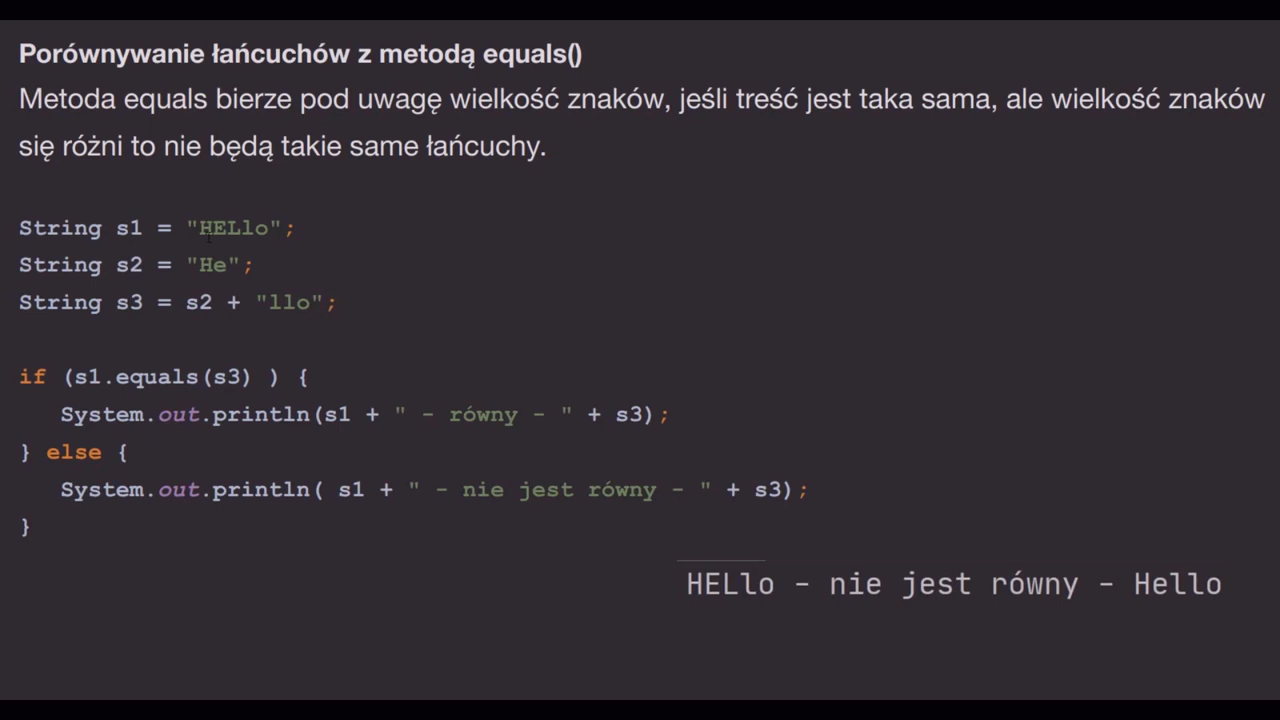 Porównywanie łańcuchów z metodą equals()
Metoda equals bierze pod uwagę wielkość znaków, jeśli treść jest taka sama, ale wielkość znaków
się różni to nie będą takie same łańcuchy.
String s1 = "HELlo";
String s2 = "He";
String s3 = s2 + "llo";
if (s1.equals(s3) ) {
   System.out.println(s1 + " - równy - " + s3);
} else {
   System.out.println( s1 + " - nie jest równy - " + s3);
}
HELlo - nie jest równy - Hello